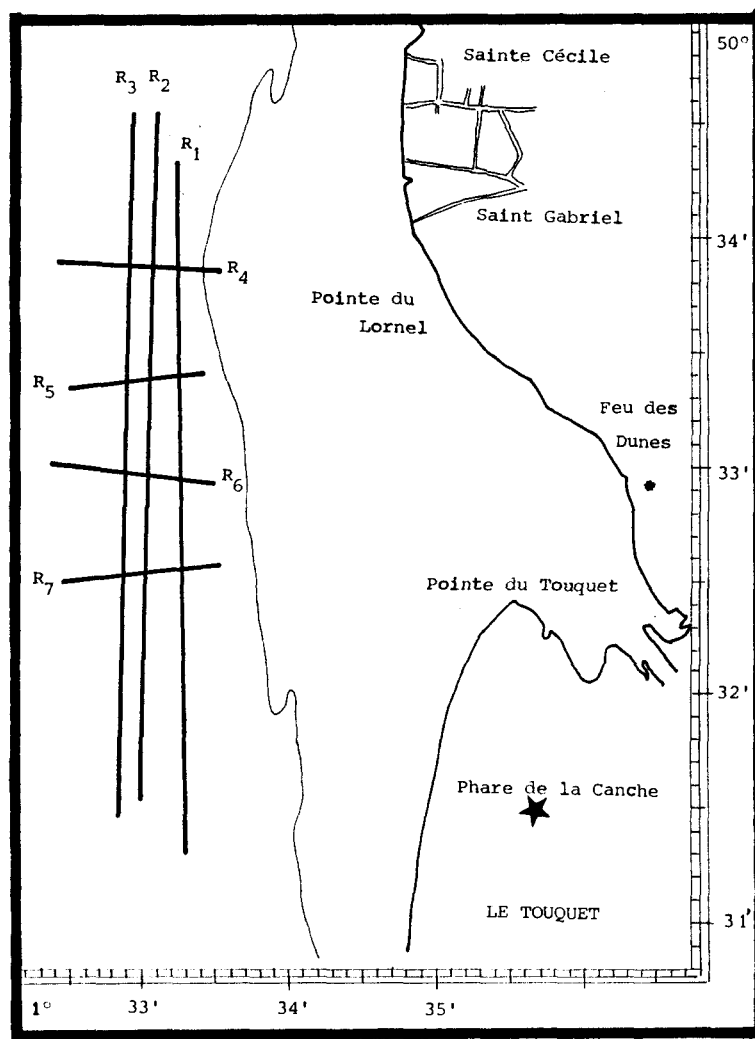 50°
Sainte Cécile
R3
R2
R1
Saint Gabriel
34'
R4
Pointe du
Lornel
R5
Feu des
Dunes
33'
R6
R7
Pointe du Touquet
32'
Phare de la Canche
LE TOUQUET
31'
1°
33'
34'
35'